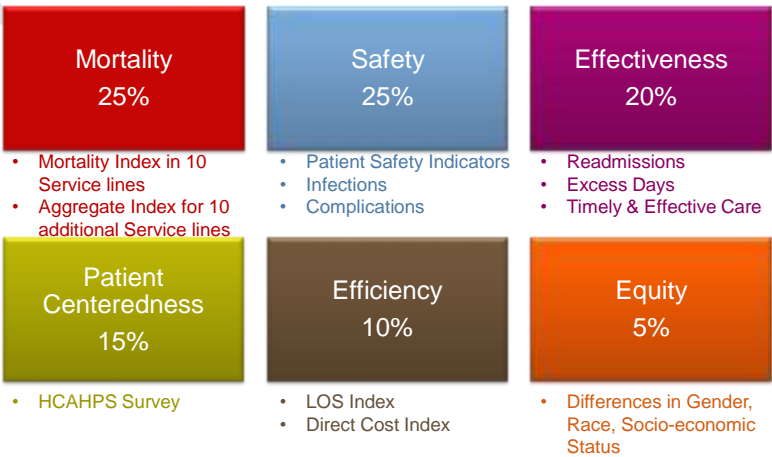 Mortality
25%
Safety
25%
Effectiveness
20%
• Mortality Index in 10
Service lines
• Aggregate Index for 10
additional Service lines
• Patient Safety Indicators
• Infections
• Complications
• Readmissions
• Excess Days
• Timely & Effective Care
Patient
Centeredness
15%
Efficiency
10%
Equity
5%
• HCAHPS Survey
• LOS Index
• Direct Cost Index
• Differences in Gender,
Race, Socio-economic
Status